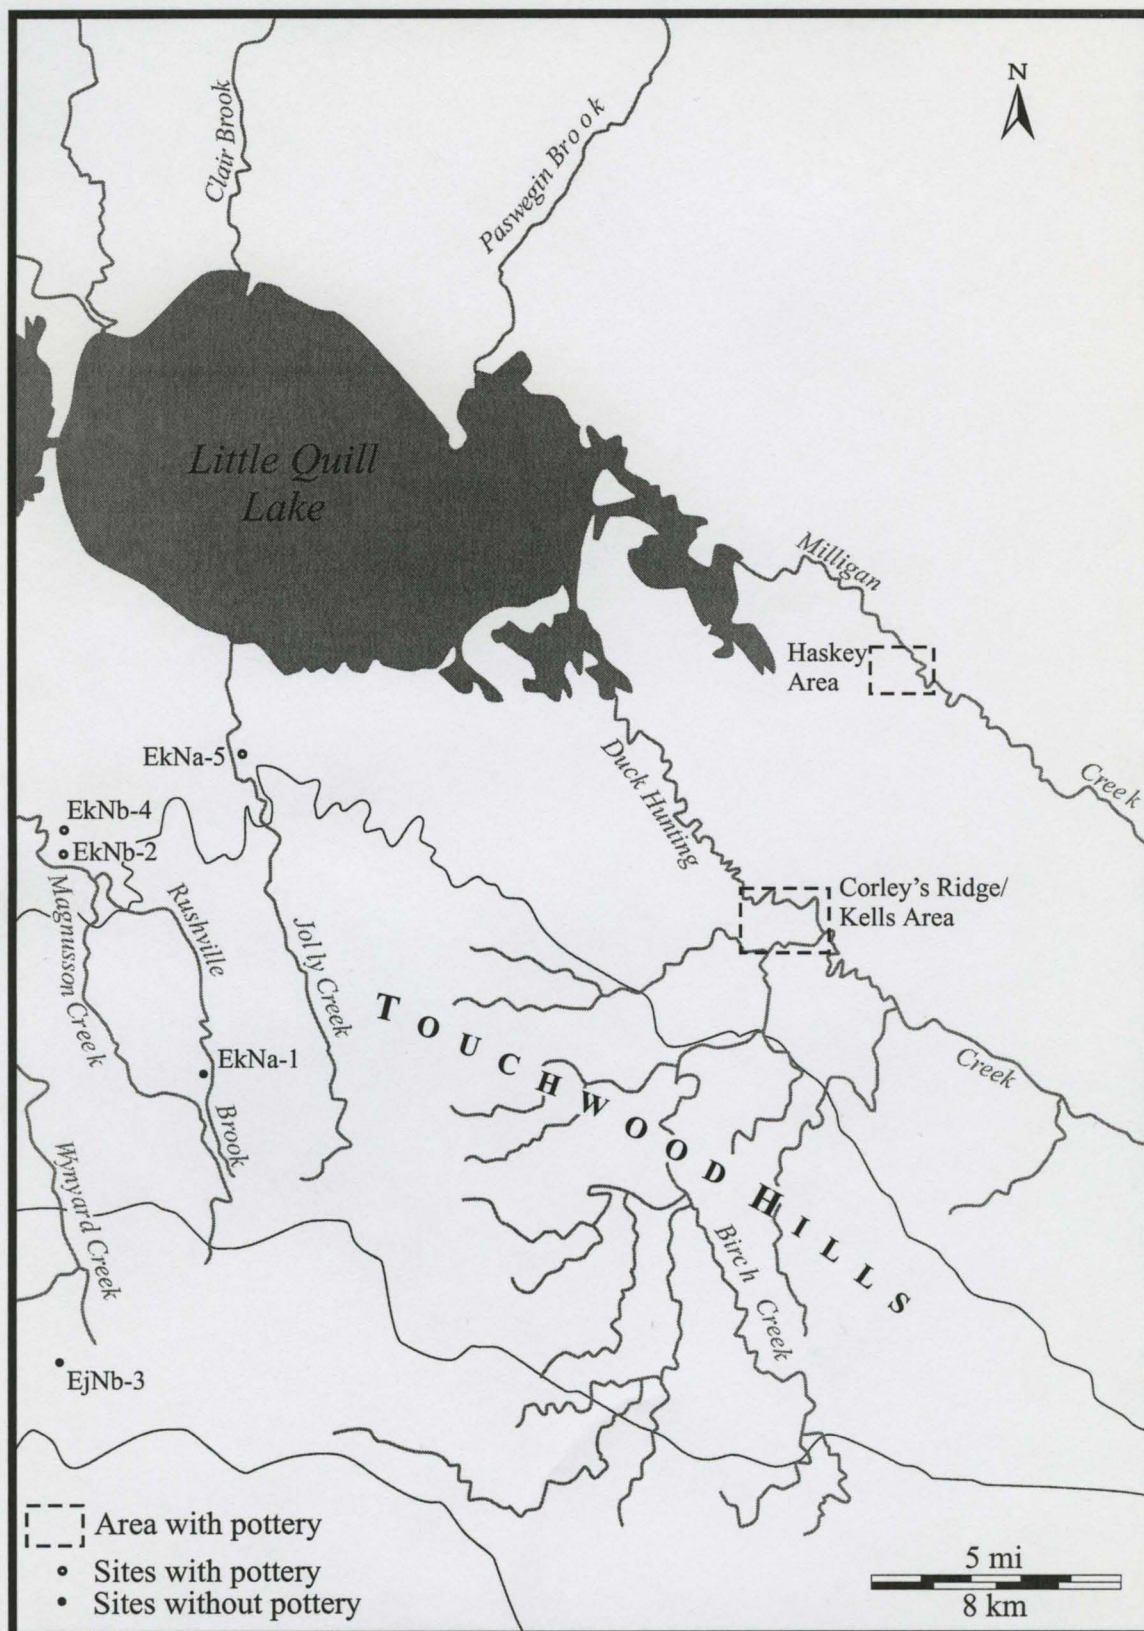 N
Clair Brook
Paswegin Brook
Little Quill
Lake
Milligan
Creek
Haskey
Area
EkNa-5
Duck Hunting
Creek
EkNb-4
EkNb-2
Corley's Ridge/
Kells Area
Magnusson Creek
Rushville
Brook
Jolly Creek
TOUCHWOOD HILLS
EkNa-1
Wynyard Creek
Birch Creek
EjNb-3
Area with pottery
Sites with pottery
Sites without pottery
5 mi
8 km